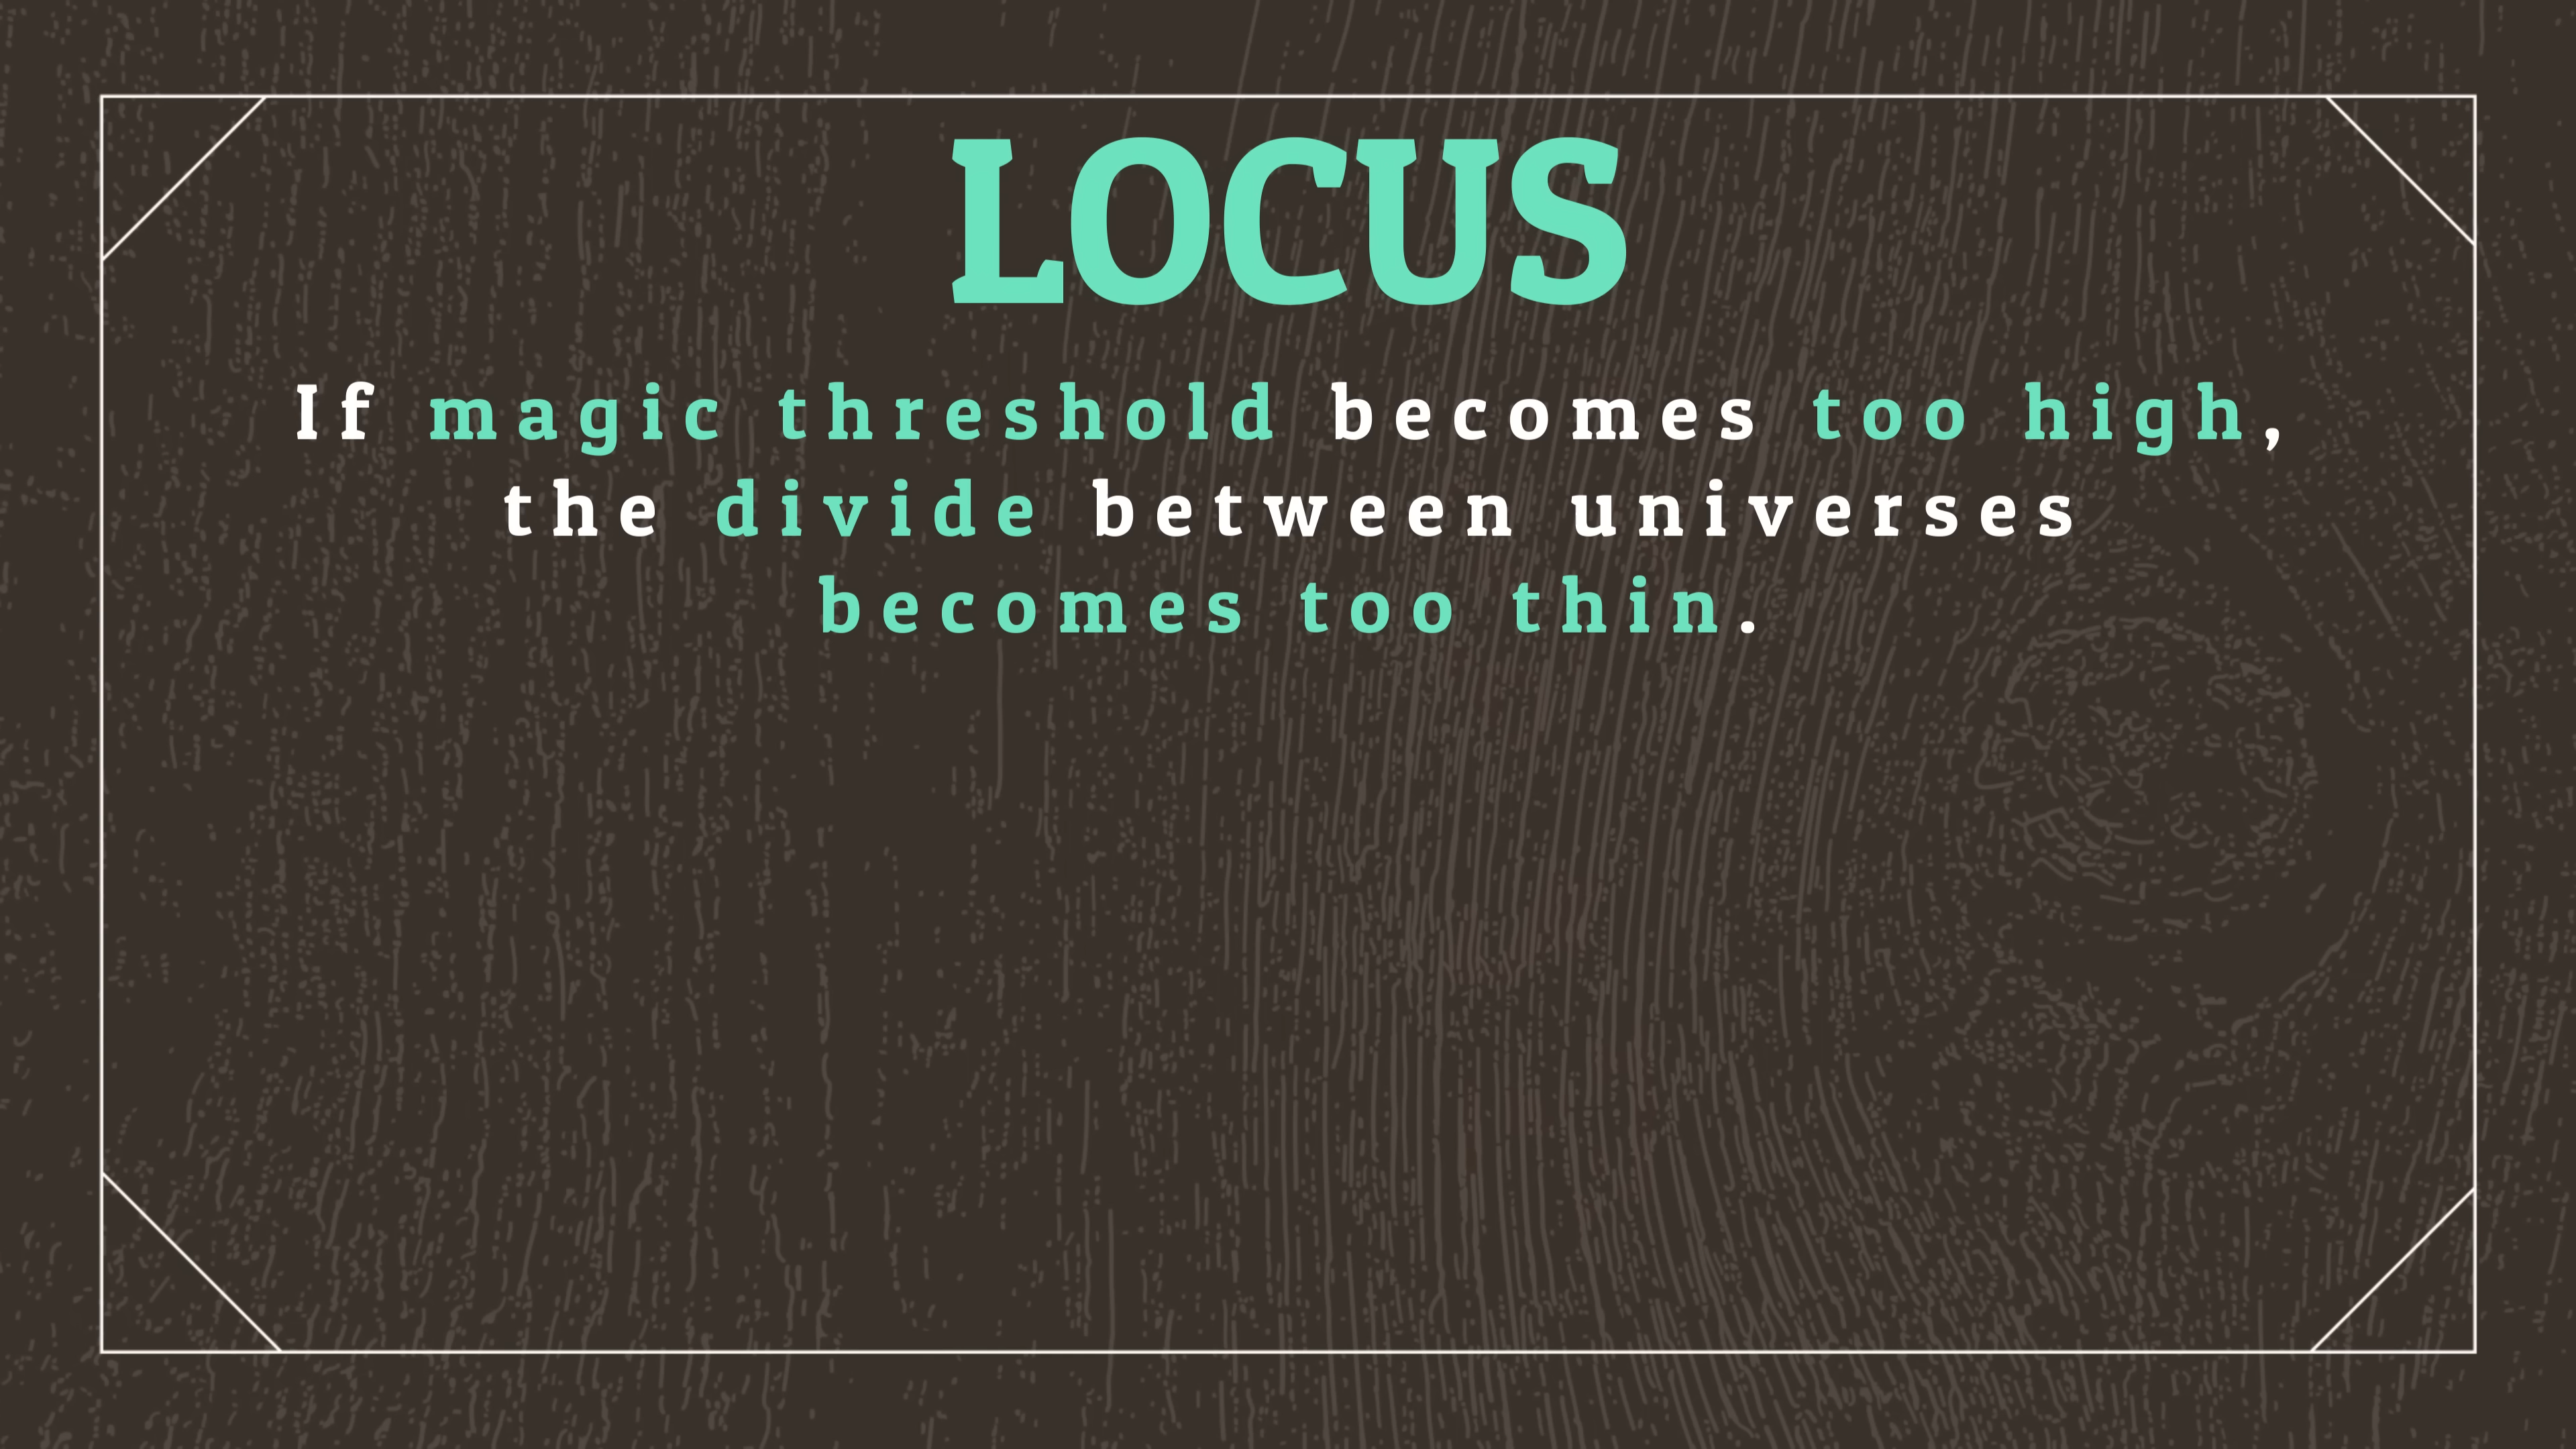 LOCUS
If magic threshold becomes too high,
the divide between universes
becomes too thin.